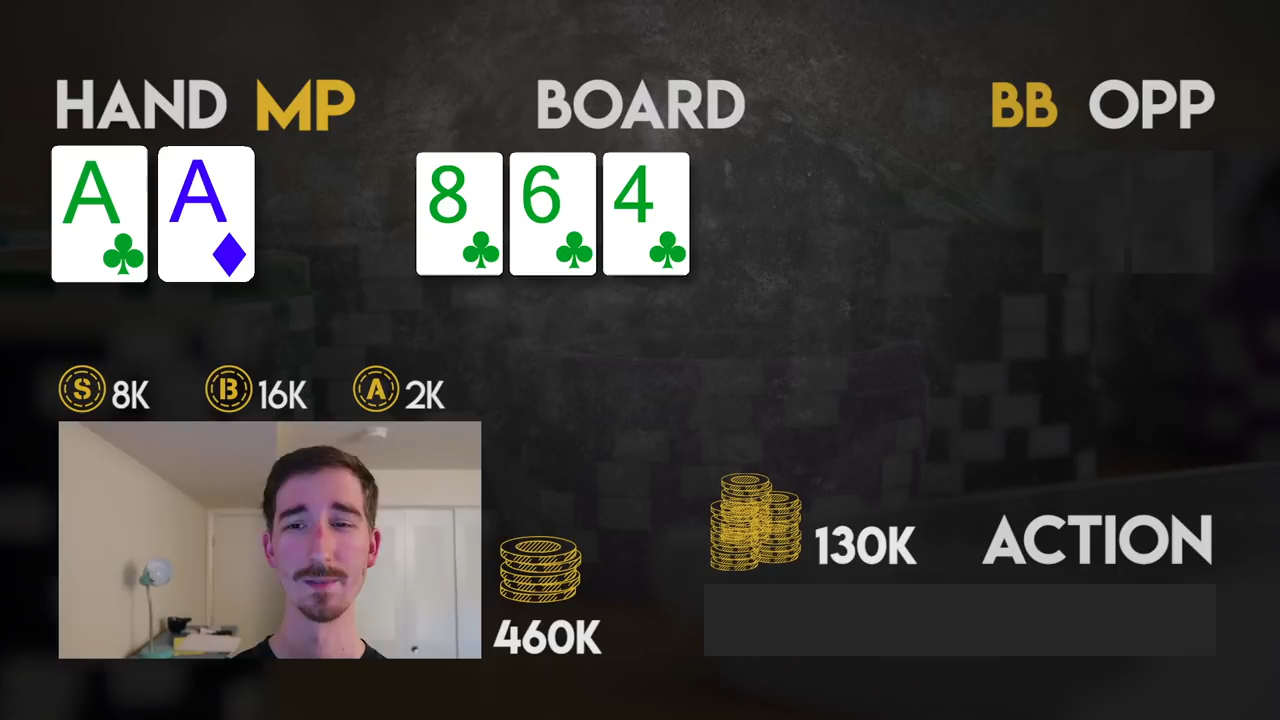 HAND MP BOARD BB OPP
A A 8 6 4
S 8K B 16K A 2K
130K ACTION
460K